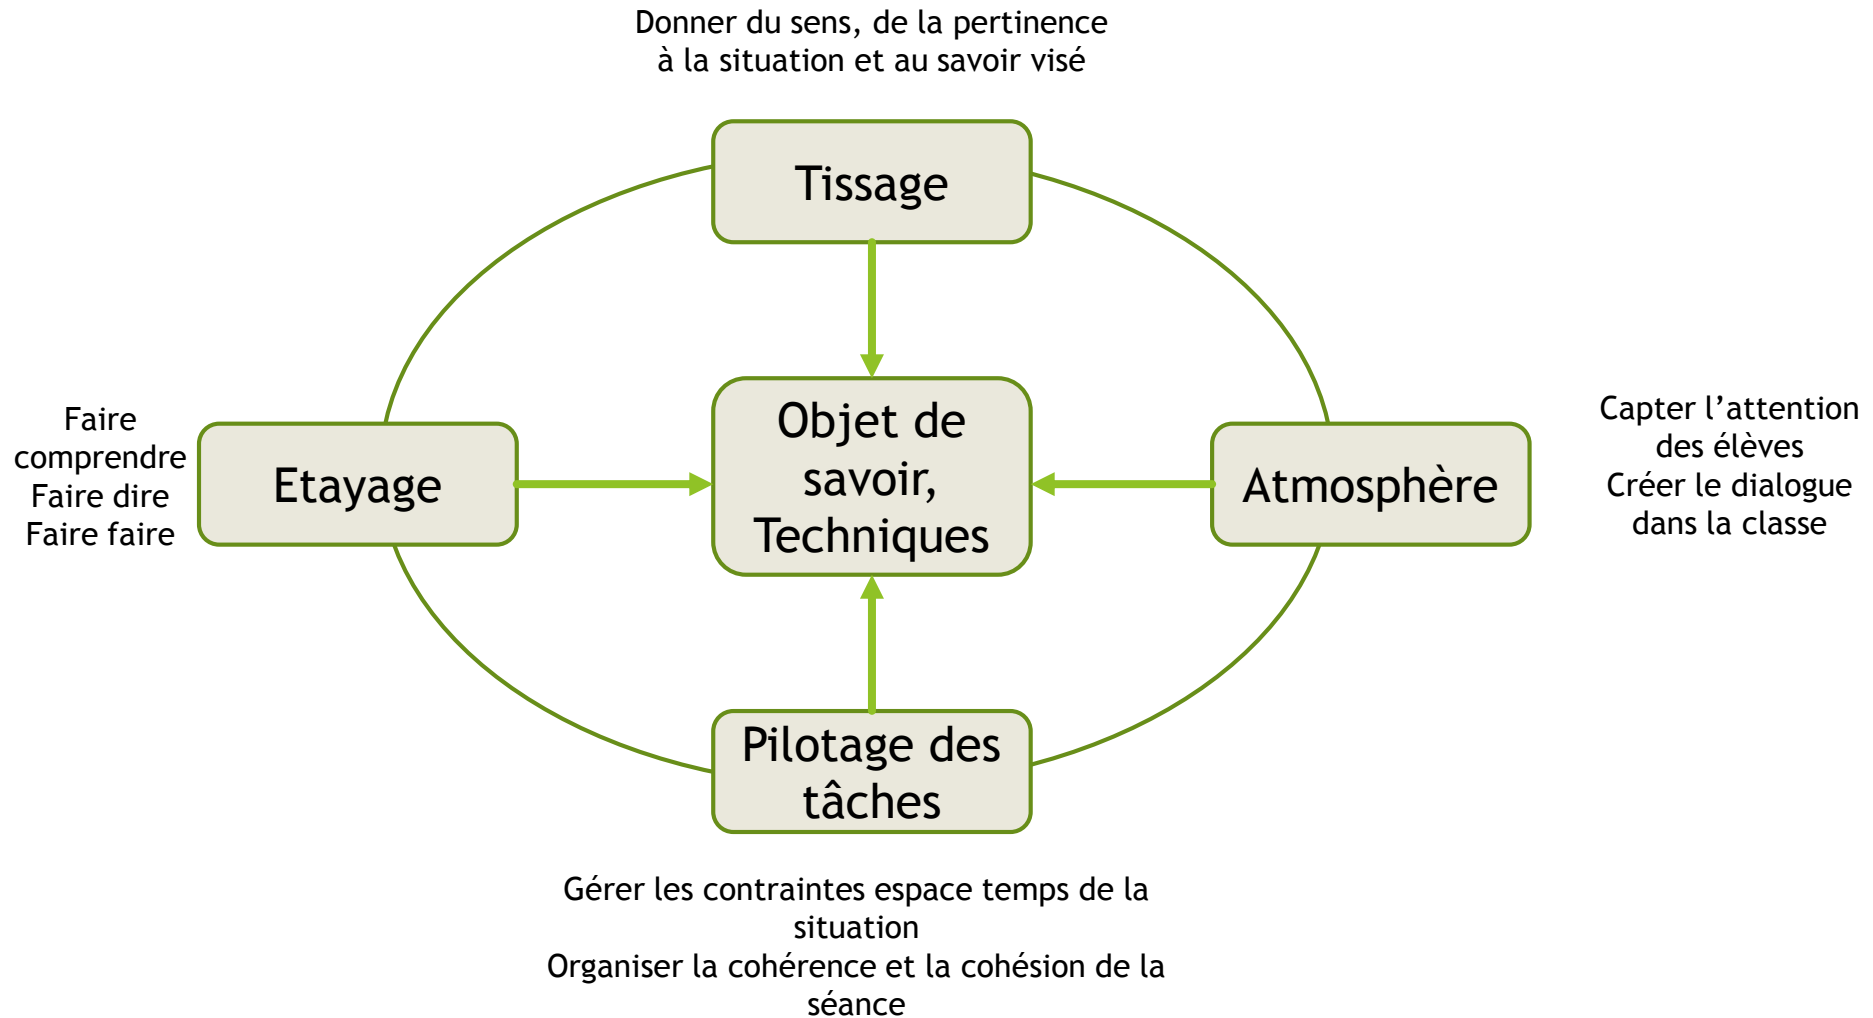 Donner du sens, de la pertinence
à la situation et au savoir visé
Tissage
Faire
comprendre
Faire dire
Faire faire
Etayage
Objet de
savoir,
Techniques
Atmosphère
Capter l’attention
des élèves
Créer le dialogue
dans la classe
Pilotage des
tâches
Gérer les contraintes espace temps de la
situation
Organiser la cohérence et la cohésion de la
séance